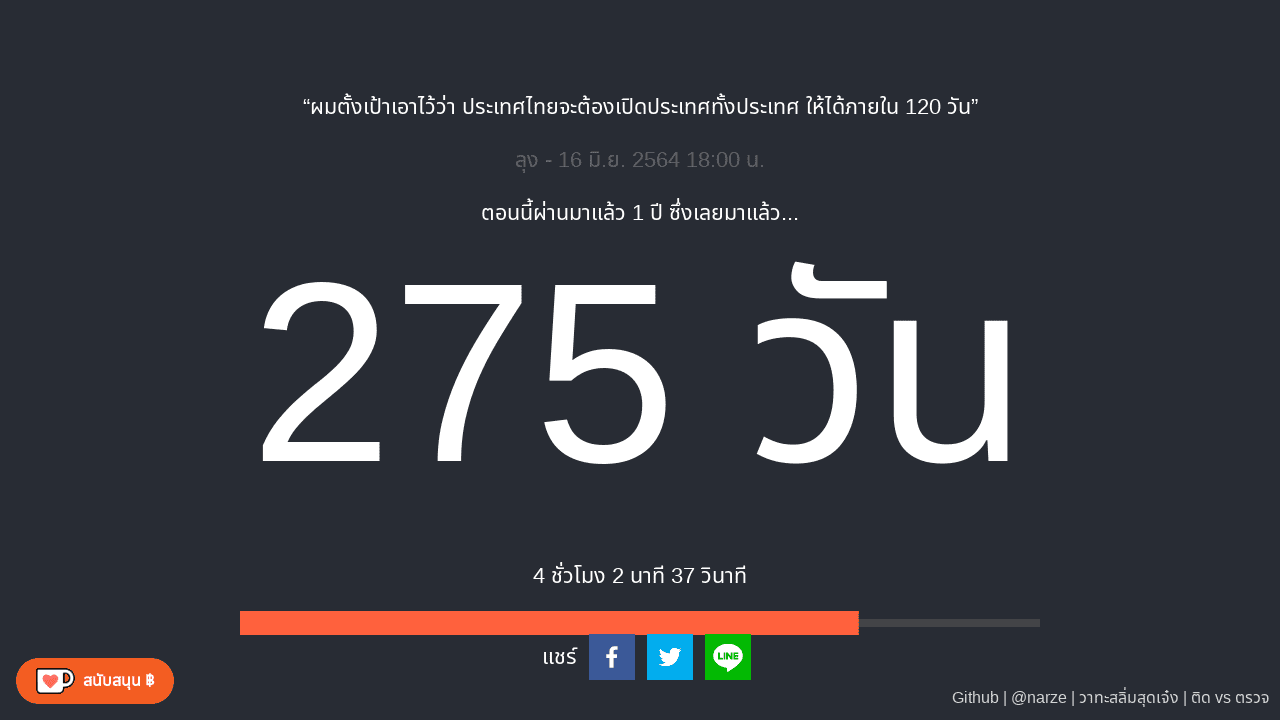 “ผมตั้งเป้าเอาไว้ว่า ประเทศไทยจะต้องเปิดประเทศทั้งประเทศ ให้ได้ภายใน 120 วัน”
ลุง - 16 มิ.ย. 2564 18:00 น.
ตอนนี้ผ่านมาแล้ว 1 ปี ซึ่งเลยมาแล้ว...
275 วัน
4 ชั่วโมง 2 นาที 37 วินาที
แชร์
LINE
สนับสนุน ฿
Github | @narze | วาทะสลิ่มสุดเจ๋ง | ติด vs ตรวจ